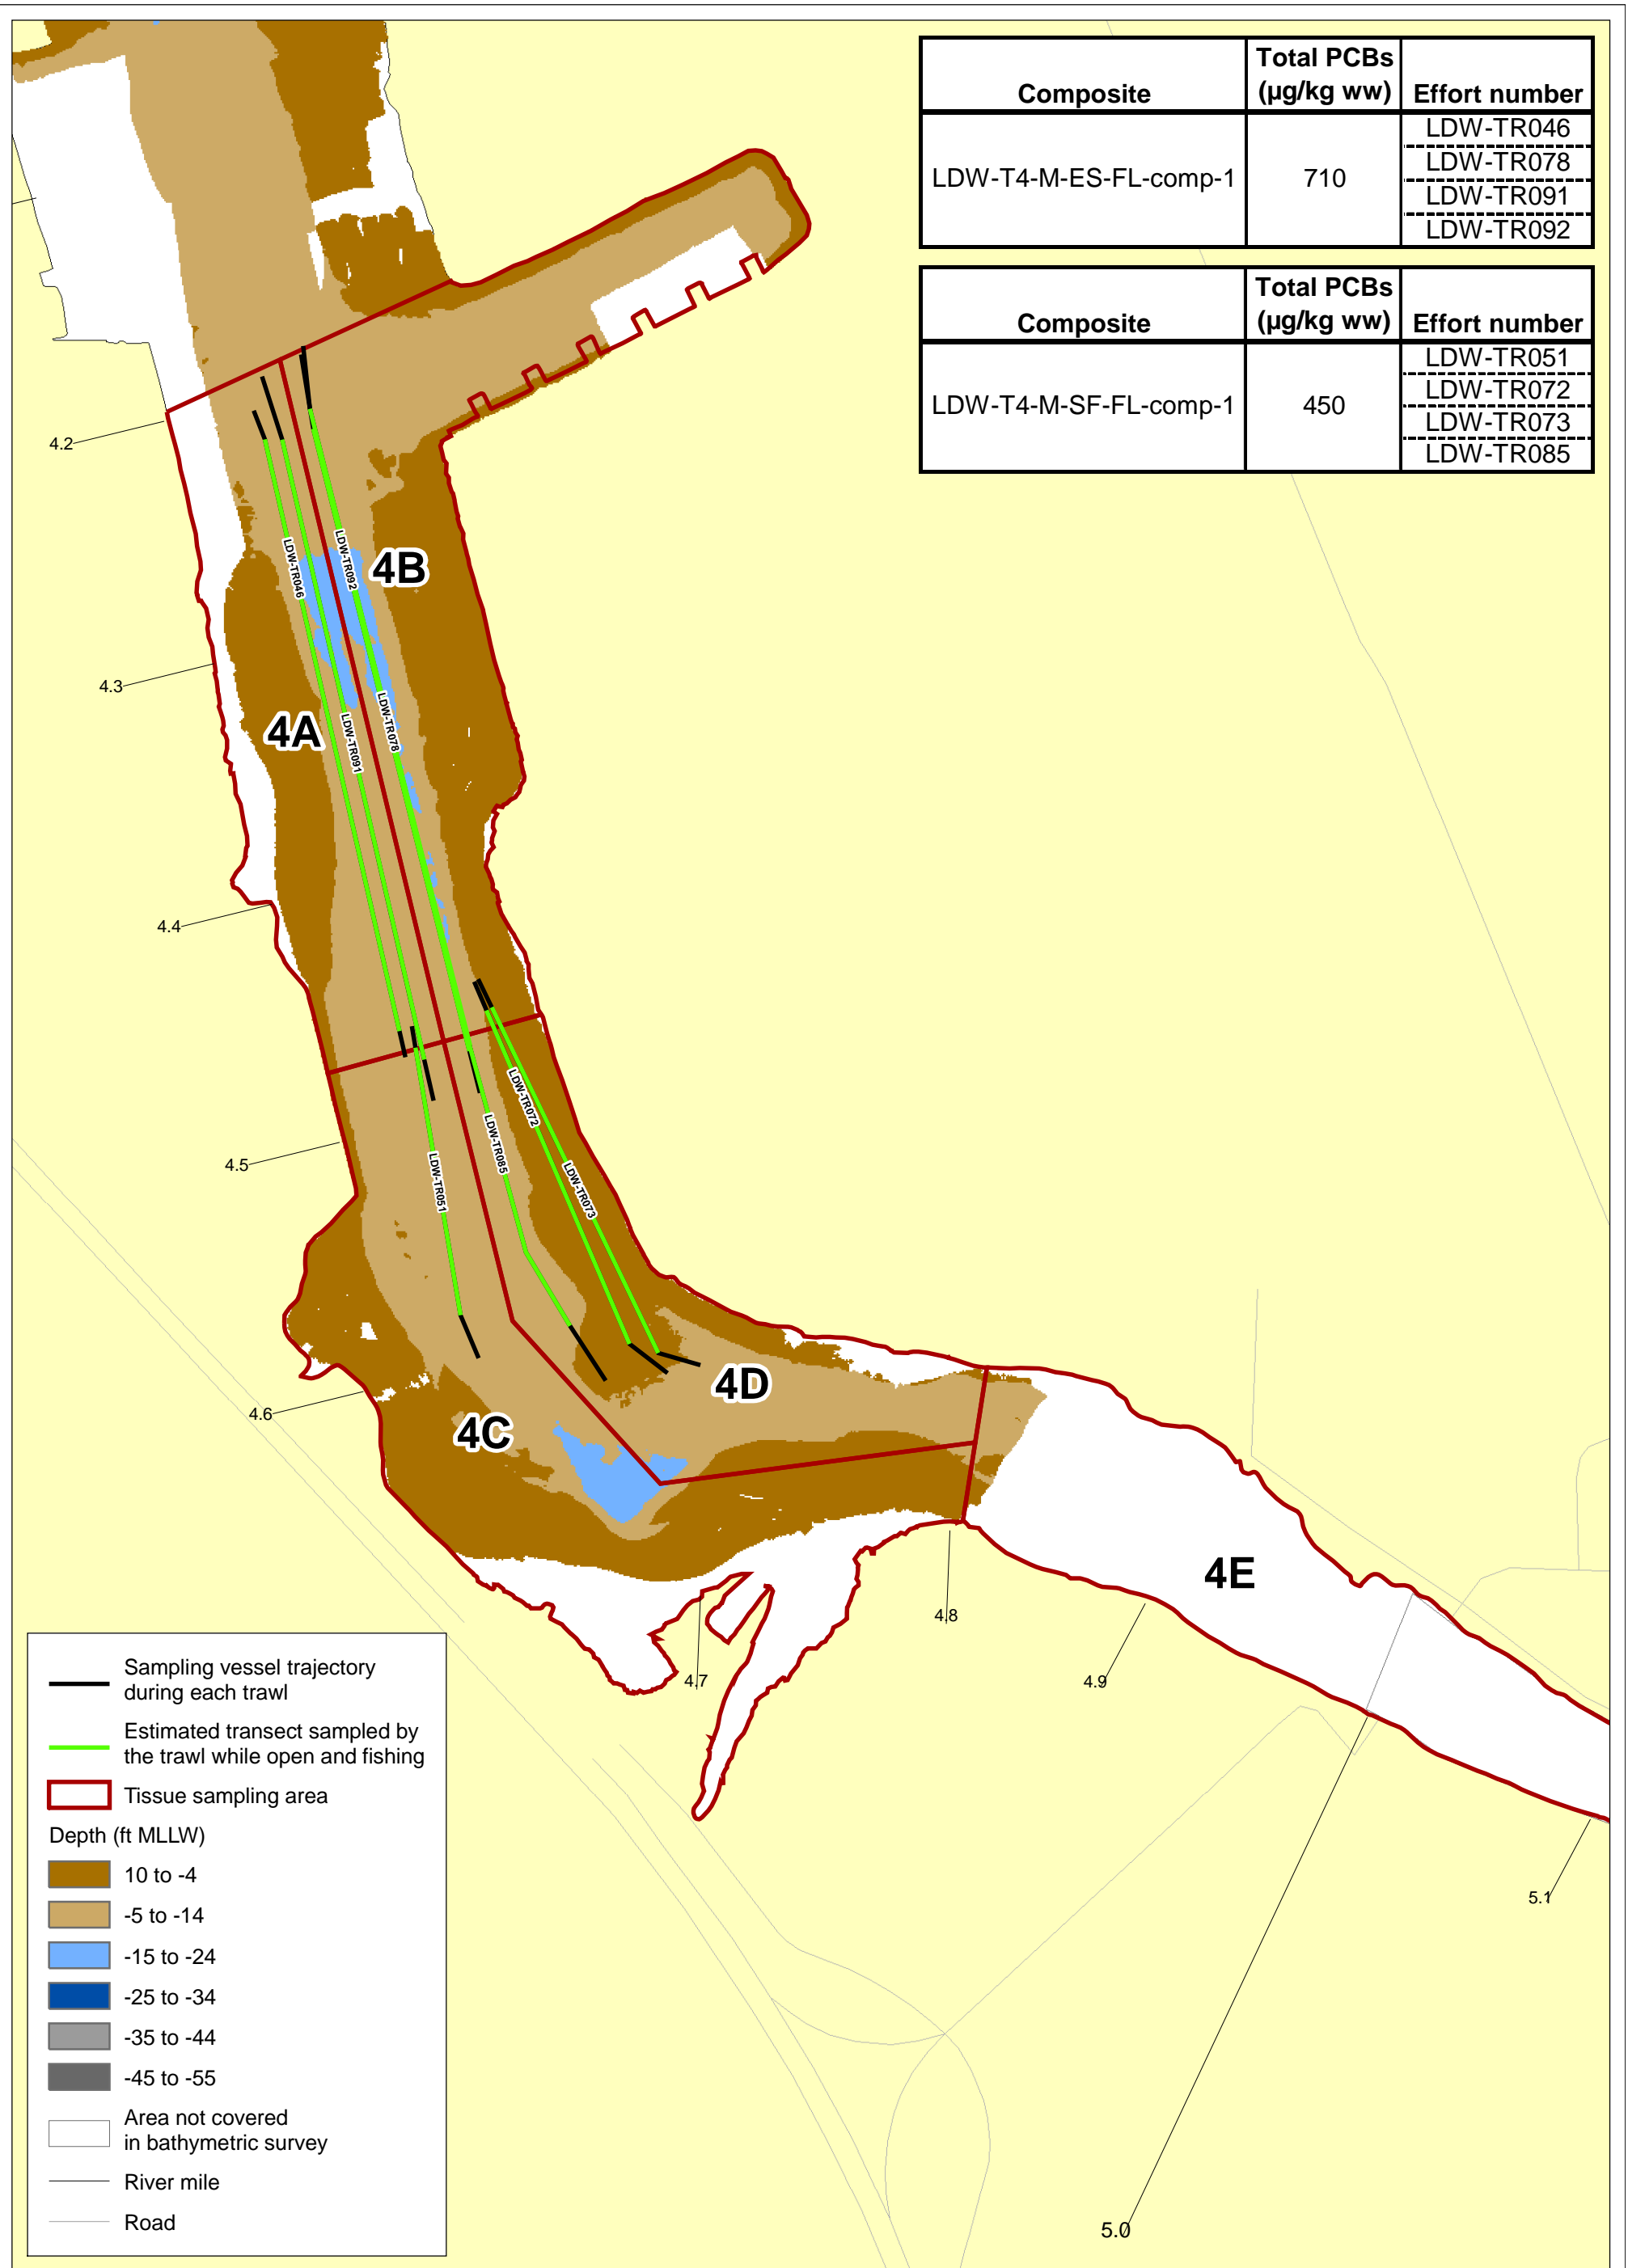 Composite Total PCBs (µg/kg ww) Effort number
LDW-T4-M-ES-FL-comp-1 710 LDW-TR046
LDW-TR078
LDW-TR091
LDW-TR092
Composite Total PCBs (µg/kg ww) Effort number
LDW-T4-M-SF-FL-comp-1 450 LDW-TR051
LDW-TR072
LDW-TR073
LDW-TR085
4.2
LDW-TR046
LDW-TR092
4B
4.3
4A
LDW-TR091
LDW-TR078
4.4
LDW-TR072
4.5
LDW-TR051
LDW-TR085
LDW-TR073
4D
4.6
4C
4E
4.8
4.7
4.9
5.1
5.0
Sampling vessel trajectory
during each trawl
Estimated transect sampled by
the trawl while open and fishing
Tissue sampling area
Depth (ft MLLW)
10 to -4
-5 to -14
-15 to -24
-25 to -34
-35 to -44
-45 to -55
Area not covered
in bathymetric survey
River mile
Road